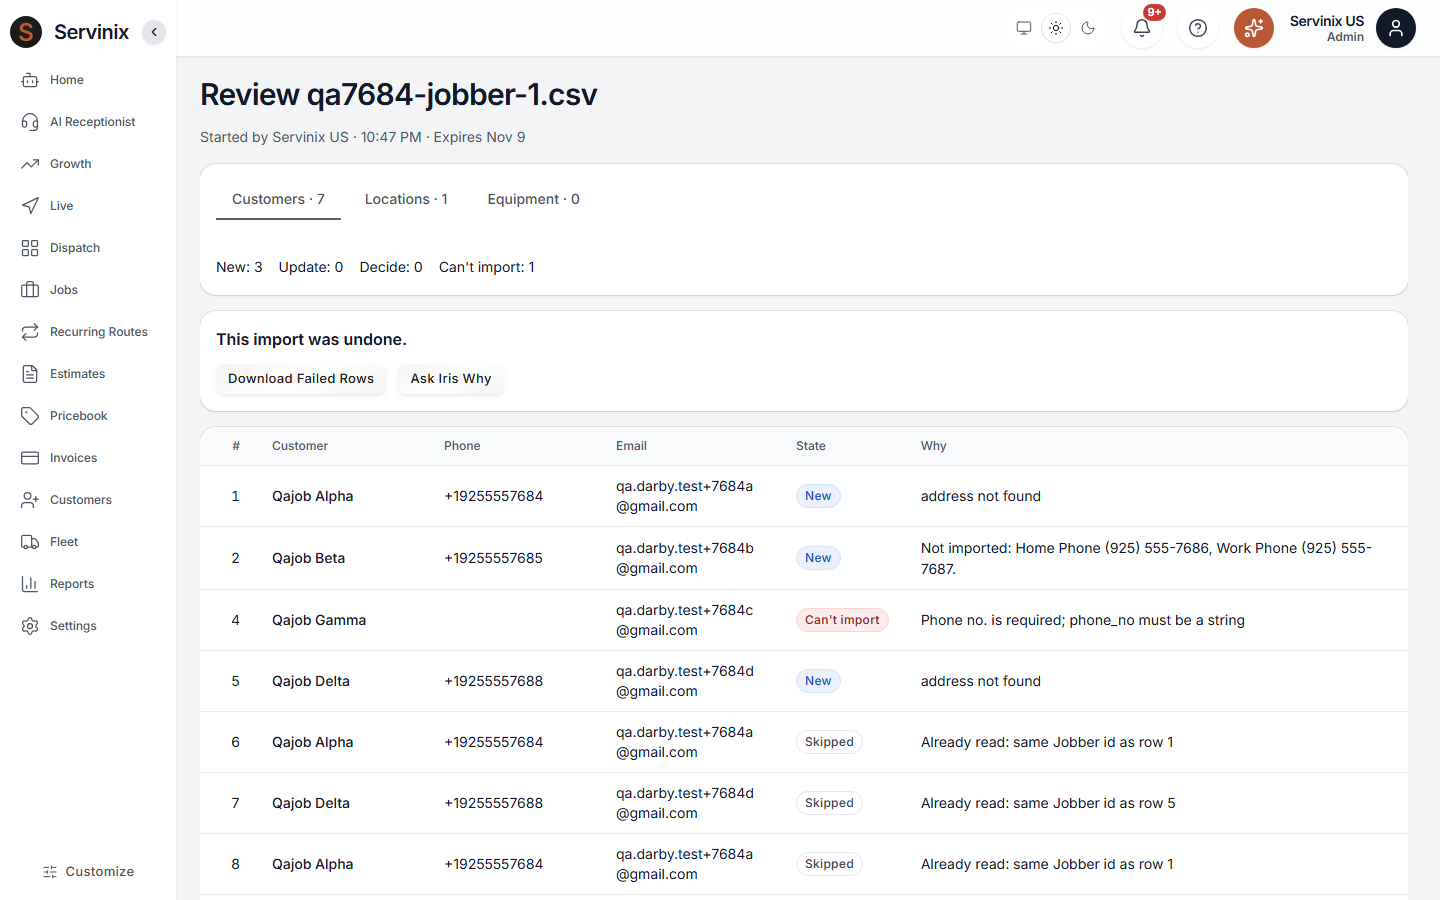 S Servinix
9+
Servinix US
Admin
Home
AI Receptionist
Growth
Live
Dispatch
Jobs
Recurring Routes
Estimates
Pricebook
Invoices
Customers
Fleet
Reports
Settings
Customize
Review qa7684-jobber-1.csv
Started by Servinix US · 10:47 PM · Expires Nov 9
Customers · 7 Locations · 1 Equipment · 0
New: 3 Update: 0 Decide: 0 Can't import: 1
This import was undone.
Download Failed Rows Ask Iris Why
# Customer Phone Email State Why
1 Qajob Alpha +19255557684 qa.darby.test+7684a
@gmail.com New address not found
2 Qajob Beta +19255557685 qa.darby.test+7684b
@gmail.com New Not imported: Home Phone (925) 555-7686, Work Phone (925) 555-
7687.
4 Qajob Gamma qa.darby.test+7684c
@gmail.com Can't import Phone no. is required; phone_no must be a string
5 Qajob Delta +19255557688 qa.darby.test+7684d
@gmail.com New address not found
6 Qajob Alpha +19255557684 qa.darby.test+7684a
@gmail.com Skipped Already read: same Jobber id as row 1
7 Qajob Delta +19255557688 qa.darby.test+7684d
@gmail.com Skipped Already read: same Jobber id as row 5
8 Qajob Alpha +19255557684 qa.darby.test+7684a
@gmail.com Skipped Already read: same Jobber id as row 1